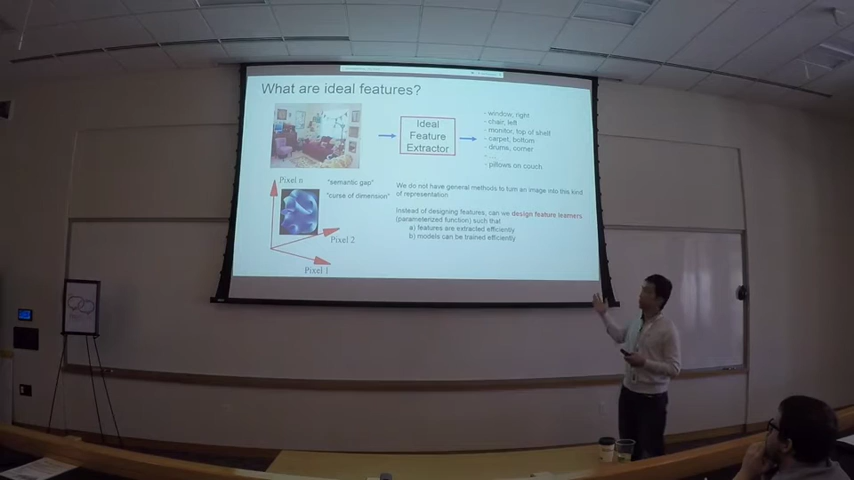 What are ideal features?
Ideal
Feature
Extractor
- window, right
- chair, left
- monitor, top of shelf
- carpet, bottom
- drums, corner
- ...
- pillows on couch
Pixel n
"semantic gap"
"curse of dimension"
Pixel 2
Pixel 1
We do not have general methods to turn an image into this kind
of representation
Instead of designing features, can we design feature learners
(parameterized function) such that
a) features are extracted efficiently
b) models can be trained efficiently